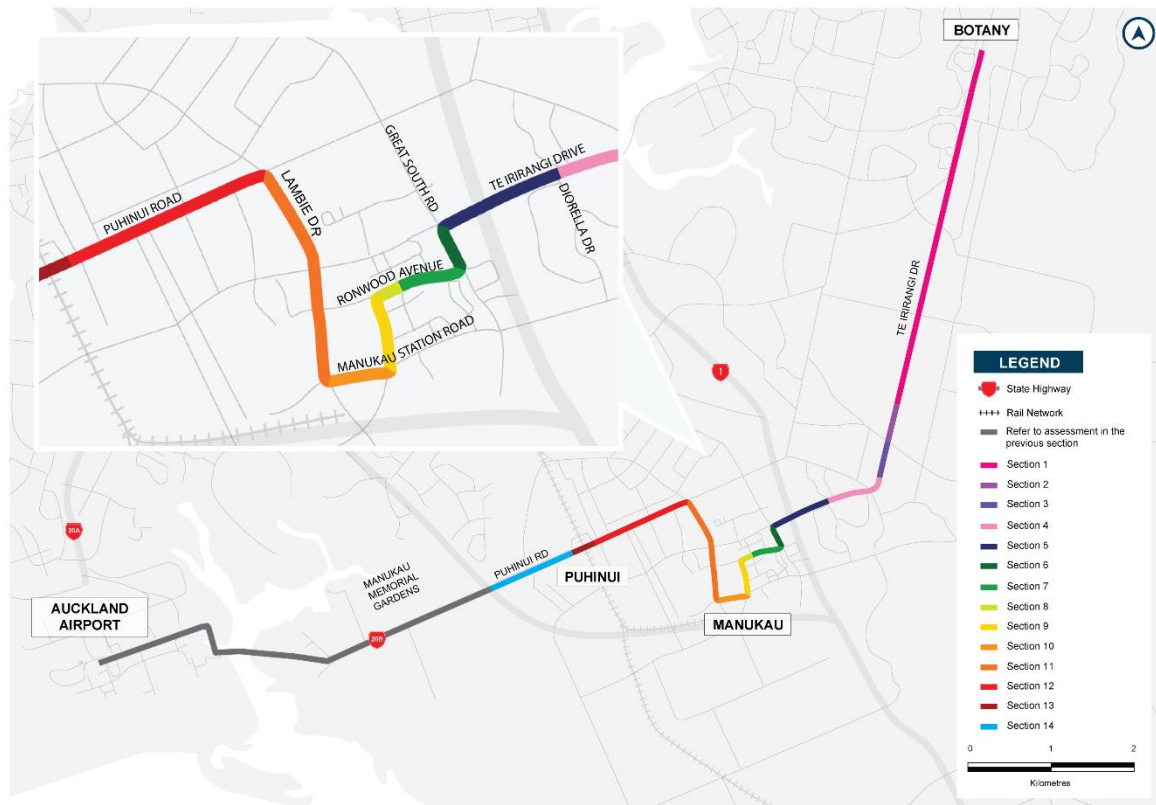 BOTANY
GREAT SOUTH RD
TE IRIRANGI DRIVE
DIORELLA DR
LAMBIE DR
PUHINUI ROAD
RONWOOD AVENUE
MANUKAU STATION ROAD
TE IRIRANGI DR
1
20A
PUHINUI RD
PUHINUI
MANUKAU
MEMORIAL
GARDENS
20B
AUCKLAND
AIRPORT
MANUKAU
LEGEND
State Highway
Rail Network
Refer to assessment in the
previous section
Section 1
Section 2
Section 3
Section 4
Section 5
Section 6
Section 7
Section 8
Section 9
Section 10
Section 11
Section 12
Section 13
Section 14
0 1 2
Kilometres